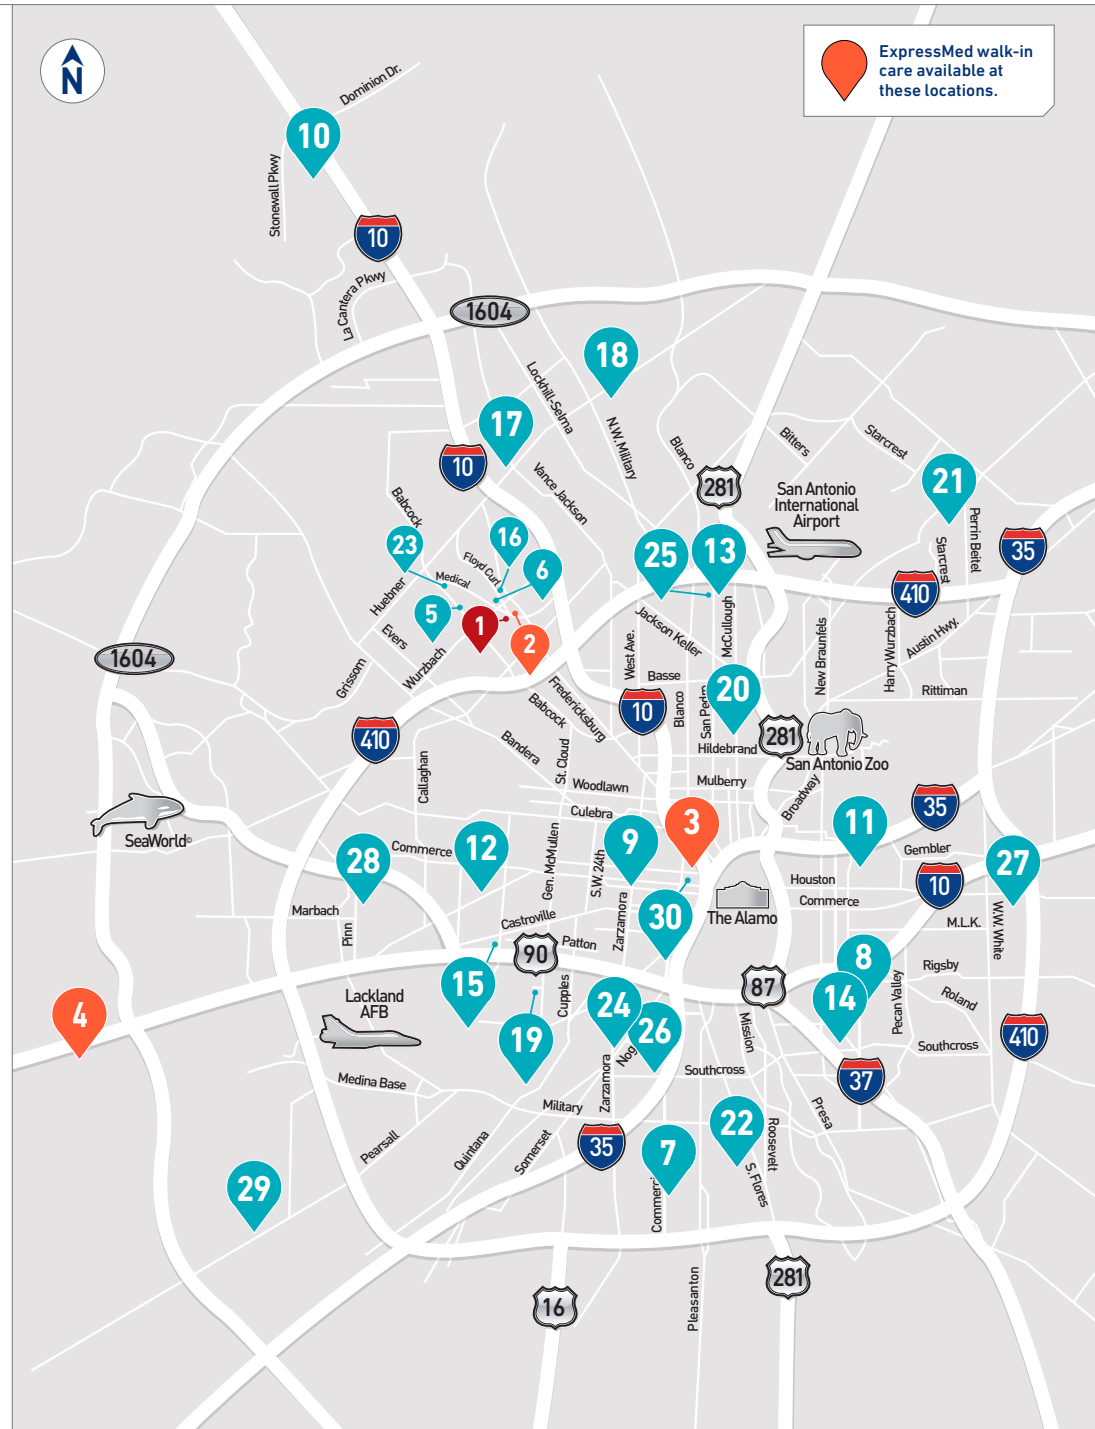 N
ExpressMed walk-in
care available at
these locations.
Dominion Dr.
10
Stonewall Pkwy
10
La Cantera Pkwy
1604
18
Lockhill-Selma
17
N.W. Military
Blanco
Bitters
Starcrest
10
Vance Jackson
281
San Antonio
International
Airport
21
Perrin Beitel
Starcrest
35
Babcock
23
16
Floyd Curl
6
Medical
25
13
410
Huebner
5
1
2
Evers
Wurzbach
Jackson Keller
McCullough
West Ave.
New Braunfels
Harry Wurzbach
Austin Hwy.
1604
Grissom
Basse
Rittiman
Fredericksburg
Babcock
10
Blanco
San Pedro
20
410
Bandera
St. Cloud
Hildebrand
281
San Antonio Zoo
Callaghan
Woodlawn
Mulberry
Broadway
SeaWorld©
Culebra
3
35
11
Gembler
Commerce
28
12
Gen. McMullen
S.W. 24th
9
Houston
Commerce
10
27
Marbach
Pinn
Castroville
Zarzamora
30
The Alamo
M.L.K.
W.W. White
Patton
90
15
8
Rigsby
87
14
Pecan Valley
Roland
Lackland
AFB
Cupples
24
4
19
26
Nog
Mission
Southcross
410
Medina Base
Zarzamora
Southcross
37
Military
Presa
22
Roosevelt
Pearsall
Quintana
Somerset
35
7
S. Flores
29
Commerci
281
16
Pleasanton